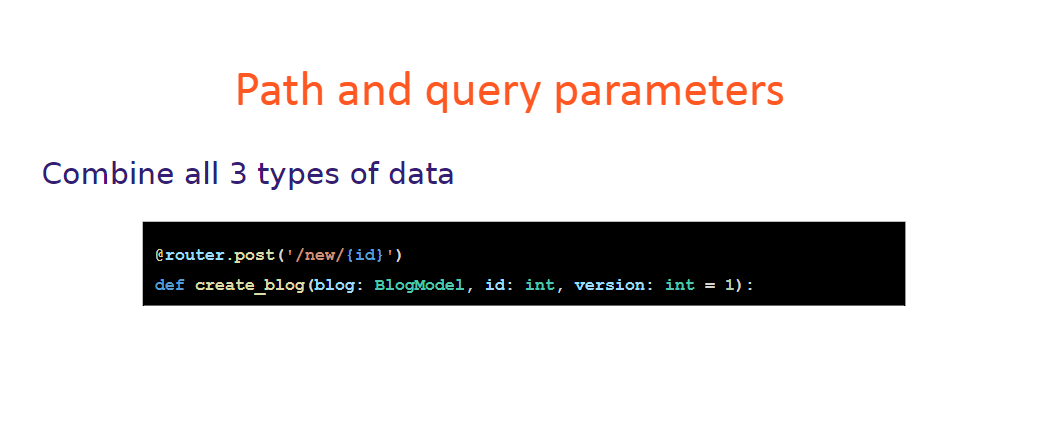 Path and query parameters
Combine all 3 types of data
@router.post('/new/{id}')
def create_blog(blog: BlogModel, id: int, version: int = 1):